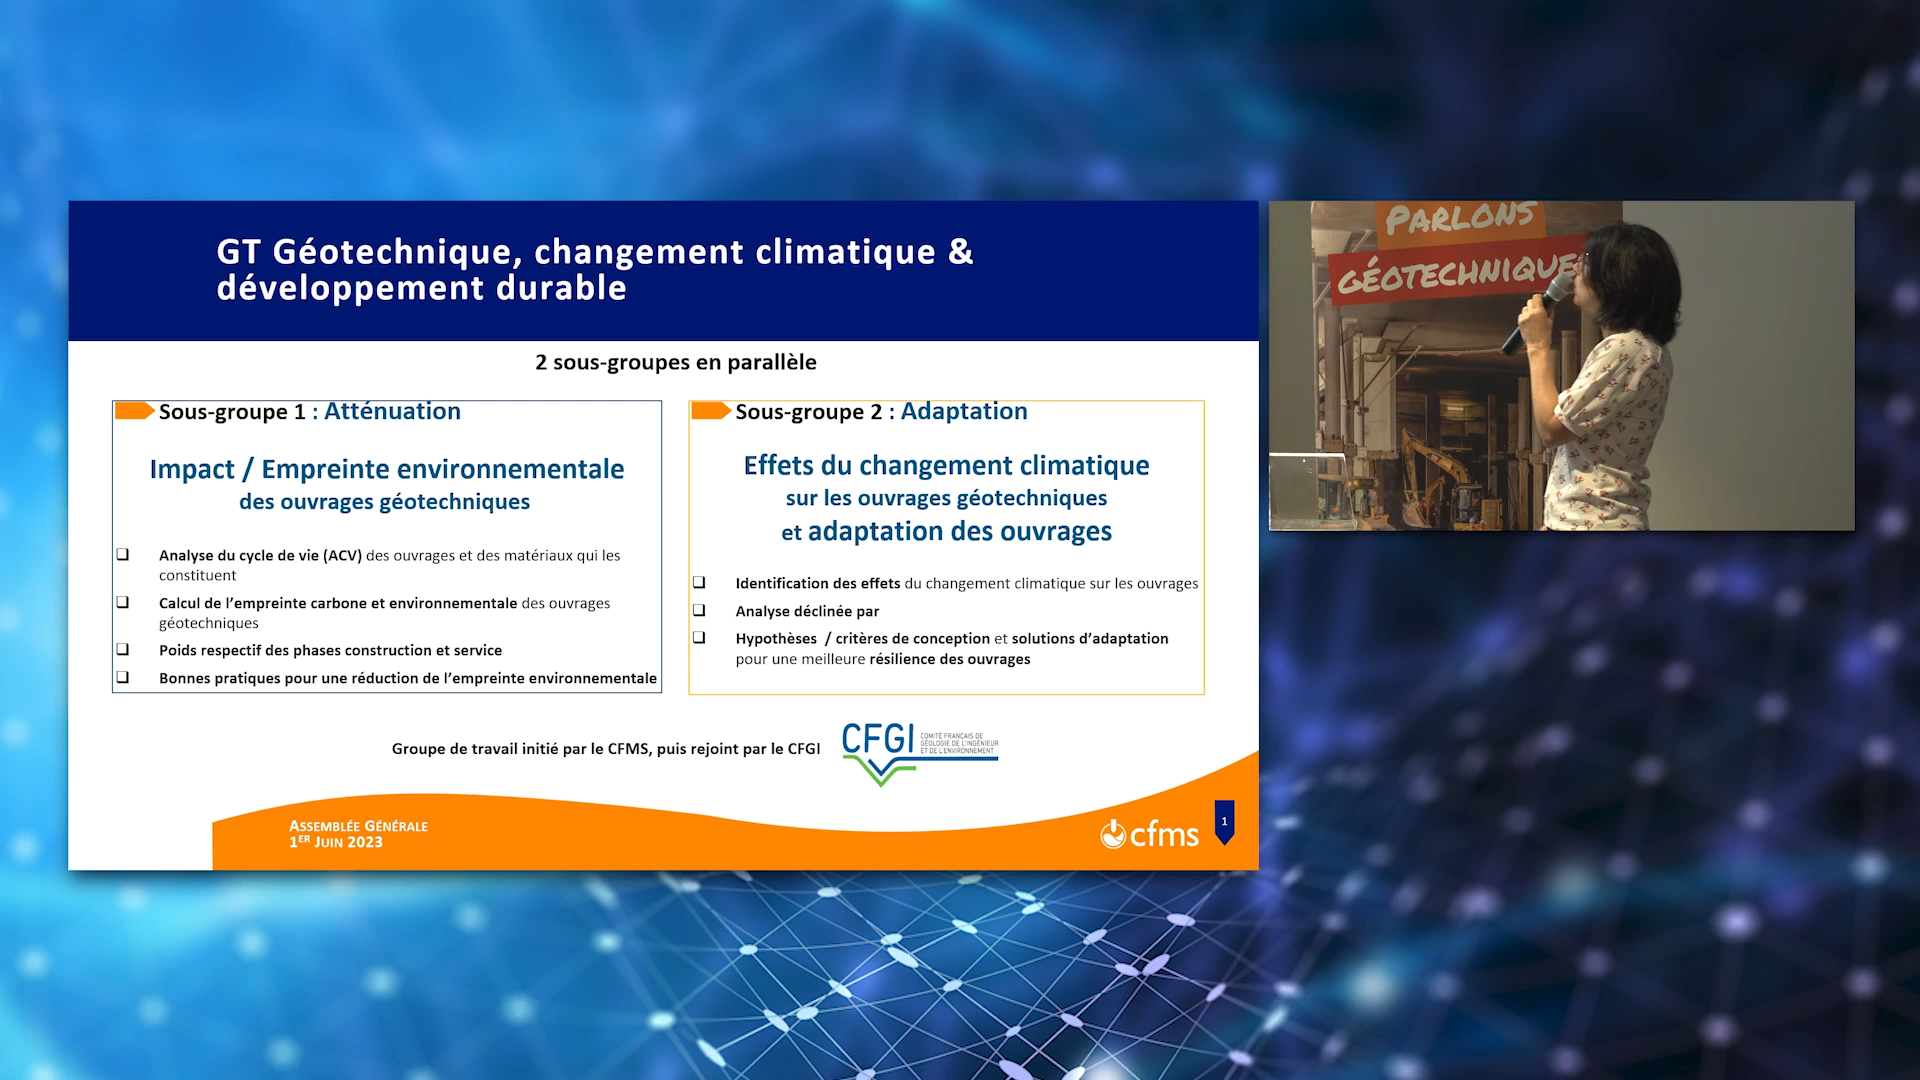 GT Géotechnique, changement climatique &
développement durable
2 sous-groupes en parallèle
Sous-groupe 1 : Atténuation
Impact / Empreinte environnementale
des ouvrages géotechniques
Analyse du cycle de vie (ACV) des ouvrages et des matériaux qui les
constituent
Calcul de l’empreinte carbone et environnementale des ouvrages
géotechniques
Poids respectif des phases construction et service
Bonnes pratiques pour une réduction de l’empreinte environnementale
Sous-groupe 2 : Adaptation
Effets du changement climatique
sur les ouvrages géotechniques
et adaptation des ouvrages
Identification des effets du changement climatique sur les ouvrages
Analyse déclinée par
Hypothèses / critères de conception et solutions d’adaptation
pour une meilleure résilience des ouvrages
Groupe de travail initié par le CFMS, puis rejoint par le CFGI
CFGI
COMITÉ FRANÇAIS DE
GÉOLOGIE DE L'INGÉNIEUR
ET DE L'ENVIRONNEMENT
Assemblée Générale
1ER Juin 2023
cfms
1
PARLONS
GÉOTECHNIQUE